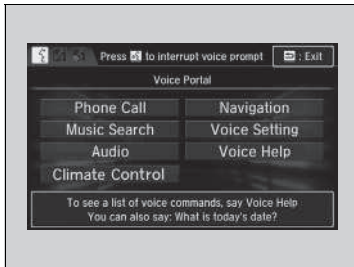 Press to interrupt voice prompt : Exit
Voice Portal
Phone Call Navigation
Music Search Voice Setting
Audio Voice Help
Climate Control
To see a list of voice commands, say Voice Help
You can also say: What is today's date?